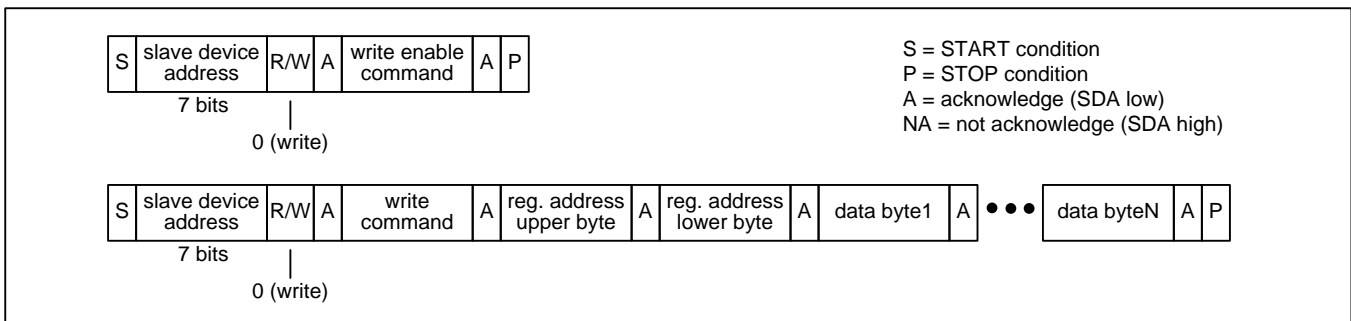 S slave device address R/W A write enable command A P
7 bits
0 (write)
S = START condition
P = STOP condition
A = acknowledge (SDA low)
NA = not acknowledge (SDA high)
S slave device address R/W A write command A reg. address upper byte A reg. address lower byte A data byte1 A ••• data byteN A P
7 bits
0 (write)